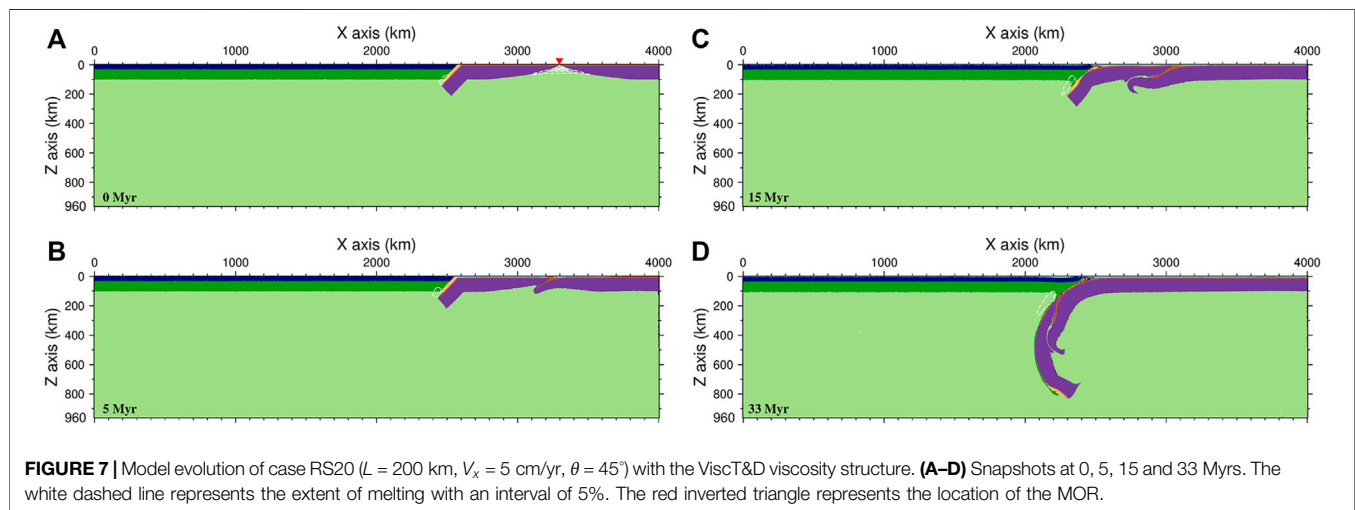 A
X axis (km)
0 1000 2000 3000 4000
Z axis (km)
0
200
400
600
800
960
0 Myr
C
X axis (km)
0 1000 2000 3000 4000
Z axis (km)
0
200
400
600
800
960
15 Myr
B
X axis (km)
0 1000 2000 3000 4000
Z axis (km)
0
200
400
600
800
960
5 Myr
D
X axis (km)
0 1000 2000 3000 4000
Z axis (km)
0
200
400
600
800
960
33 Myr
FIGURE 7 | Model evolution of case RS20 (L = 200 km, Vx = 5 cm/yr, θ = 45°) with the ViscT&D viscosity structure. (A–D) Snapshots at 0, 5, 15 and 33 Myrs. The
white dashed line represents the extent of melting with an interval of 5%. The red inverted triangle represents the location of the MOR.